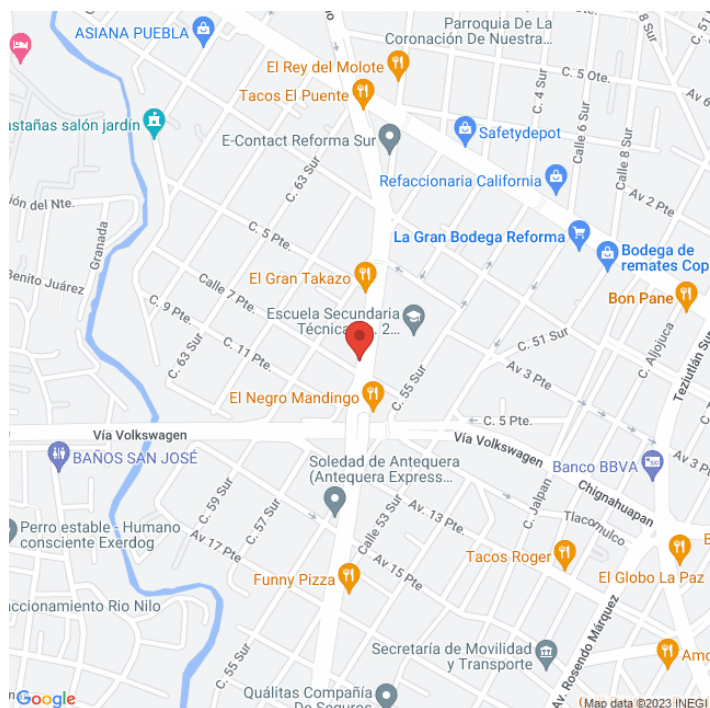 ASIANA PUEBLA
Parroquia De La
Coronación De Nuestra...
C. 51 Sur
El Rey del Molote
C. 5 Ote.
Tacos El Puente
C. 4 Sur
Calle 6 Sur
Calle 8 Sur
stañas salón jardín
E-Contact Reforma Sur
Safetydepot
C. 63 Sur
Refaccionaria California
Av 2 Pte
ión del Nte.
Granada
C. 5 Pte.
La Gran Bodega Reforma
Bodega de
remates Cop
Benito Juárez
Calle 7 Pte.
El Gran Takazo
Bon Pane
C. 9 Pte.
Escuela Secundaria
Técnica
2...
C. 51 Sur
C. Aljojuca
Teziutlán Sur
C. 63 Sur
C. 11 Pte.
Av 3 Pte
El Negro Mandingo
C. 55 Sur
C. 5 Pte.
Vía Volkswagen
Vía Volkswagen
Av 3 Pte
BAÑOS SAN JOSÉ
Soledad de Antequera
(Antequera Express...
Banco BBVA
Chignahuapan
C. 59 Sur
C. 57 Sur
Calle 53 Sur
Av. 13 Pte.
C. Jalpan
Tlacomulco
Perro estable - Humano
consciente Exerdog
Av 17 Pte
Av 15 Pte
Tacos Roger
Funny Pizza
El Globo La Paz
accionamiento Rio Nilo
Av. Rosendo Márquez
C. 55 Sur
Secretaría de Movilidad
y Transporte
Amo
Quálitas Compañía
De Seguros
Google
Map data ©2023 INEGI